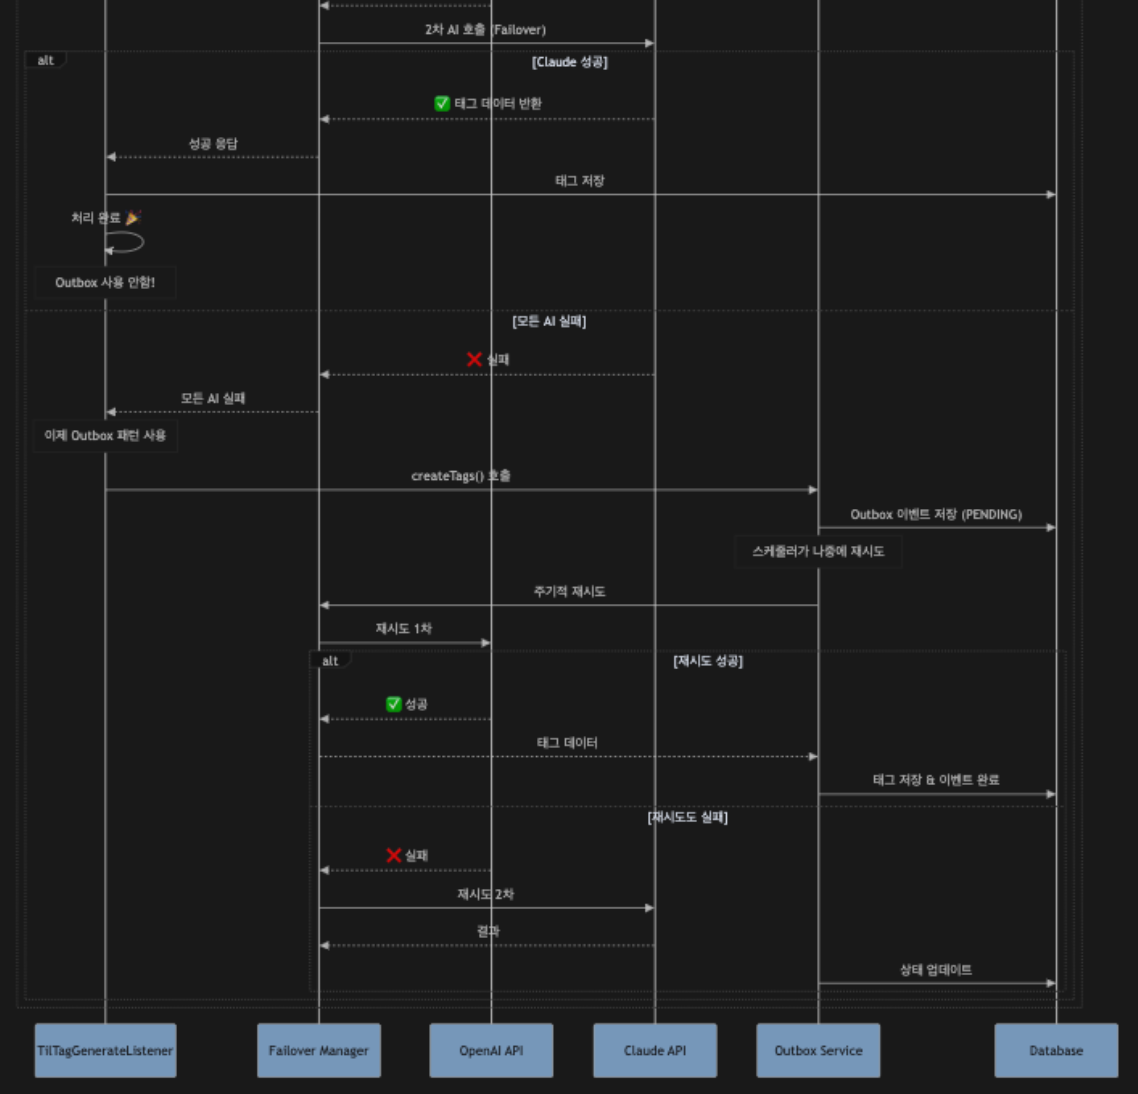 2차 AI 호출 (Failover)
alt
[Claude 성공]
✅ 태그 데이터 반환
성공 응답
태그 저장
처리 완료 🎉
Outbox 사용 안함!
[모든 AI 실패]
❌ 실패
모든 AI 실패
이제 Outbox 패턴 사용
createTags() 호출
Outbox 이벤트 저장 (PENDING)
스케줄러가 나중에 재시도
주기적 재시도
재시도 1차
alt
[재시도 성공]
✅ 성공
태그 데이터
태그 저장 & 이벤트 완료
[재시도도 실패]
❌ 실패
재시도 2차
결과
상태 업데이트
TilTagGenerateListener
Failover Manager
OpenAI API
Claude API
Outbox Service
Database